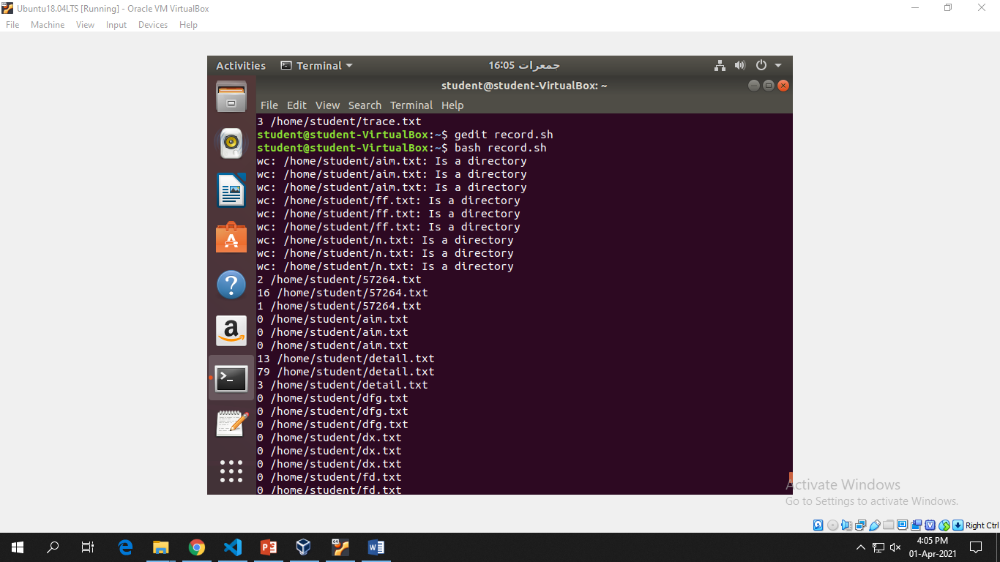 Ubuntu18.04LTS [Running] - Oracle VM VirtualBox
File Machine View Input Devices Help
Activities Terminal جمعرات 16:05
student@student-VirtualBox: ~
File Edit View Search Terminal Help
3 /home/student/trace.txt
student@student-VirtualBox:~$ gedit record.sh
student@student-VirtualBox:~$ bash record.sh
wc: /home/student/aim.txt: Is a directory
wc: /home/student/aim.txt: Is a directory
wc: /home/student/aim.txt: Is a directory
wc: /home/student/ff.txt: Is a directory
wc: /home/student/ff.txt: Is a directory
wc: /home/student/ff.txt: Is a directory
wc: /home/student/n.txt: Is a directory
wc: /home/student/n.txt: Is a directory
wc: /home/student/n.txt: Is a directory
2 /home/student/57264.txt
16 /home/student/57264.txt
1 /home/student/57264.txt
0 /home/student/aim.txt
0 /home/student/aim.txt
0 /home/student/aim.txt
13 /home/student/detail.txt
79 /home/student/detail.txt
3 /home/student/detail.txt
0 /home/student/dfg.txt
0 /home/student/dfg.txt
0 /home/student/dfg.txt
0 /home/student/dx.txt
0 /home/student/dx.txt
0 /home/student/dx.txt
0 /home/student/fd.txt
0 /home/student/fd.txt
Activate Windows
Go to Settings to activate Windows.
Right Ctrl
4:05 PM
01-Apr-2021